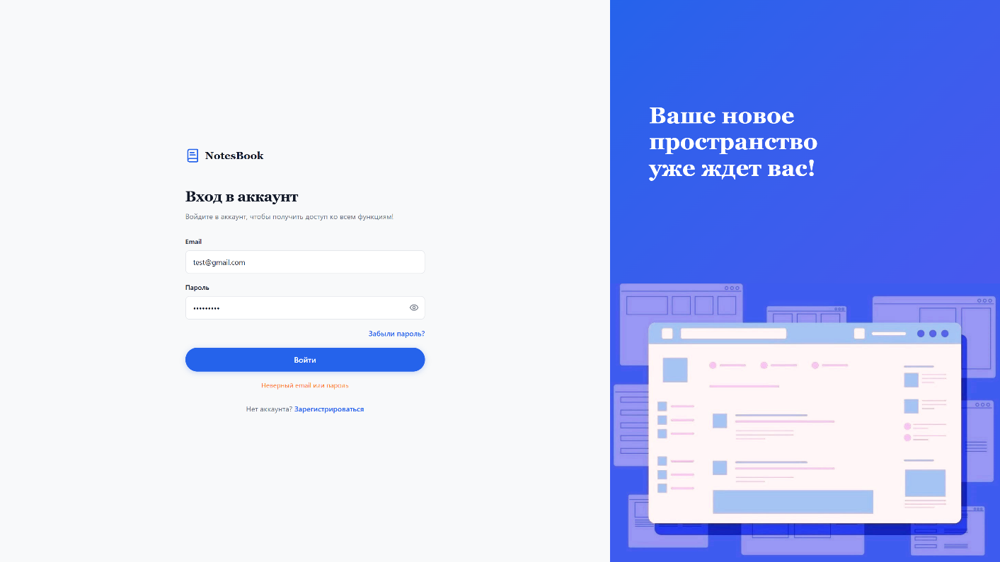 NotesBook
Вход в аккаунт
Войдите в аккаунт, чтобы получить доступ ко всем функциям!
Email
test@gmail.com
Пароль
•••••••••
Забыли пароль?
Войти
Неверный email или пароль
Нет аккаунта? Зарегистрироваться
Ваше новое
пространство
уже ждет вас!